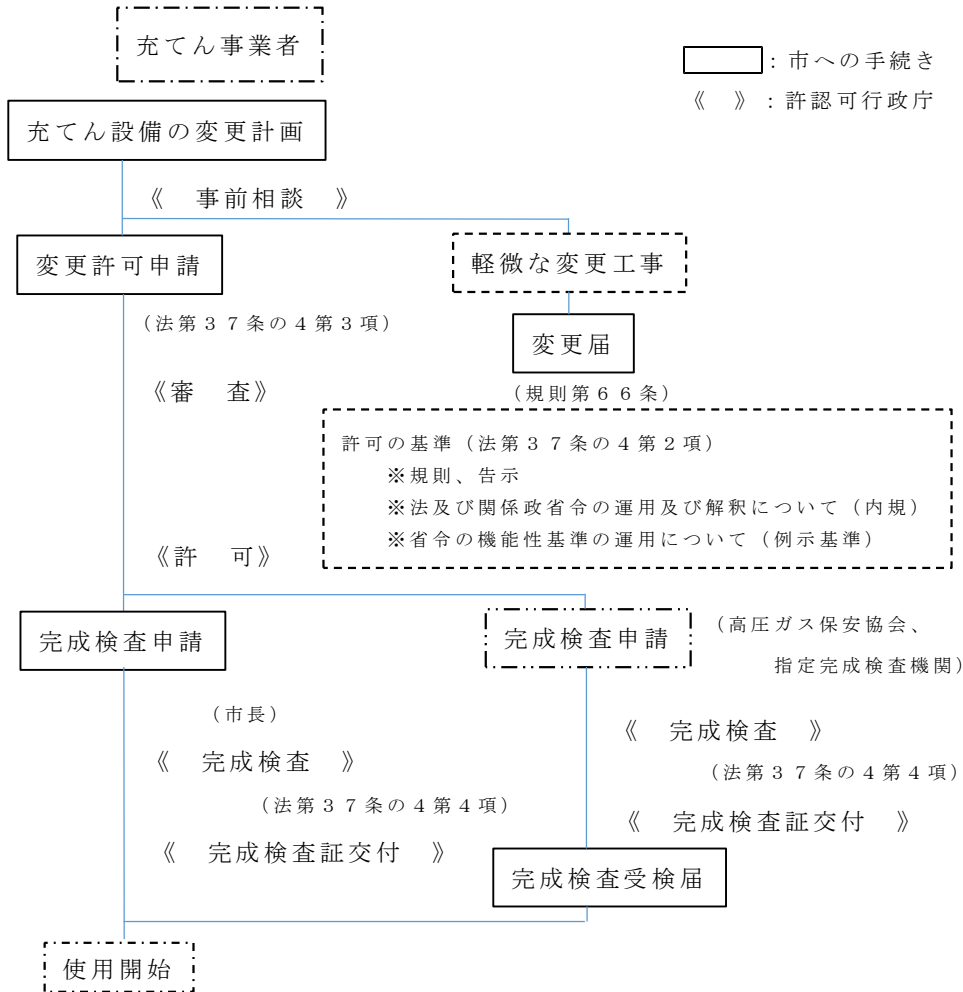 充てん事業者
：市への手続き
《　》：許認可行政庁
充てん設備の変更計画
《　事前相談　》
変更許可申請
軽微な変更工事
（法第３７条の４第３項）
変更届
《審　査》
（規則第６６条）
許可の基準（法第３７条の４第２項）
※規則、告示
※法及び関係政省令の運用及び解釈について（内規）
※省令の機能性基準の運用について（例示基準）
《許　可》
完成検査申請
完成検査申請
（高圧ガス保安協会、
指定完成検査機関）
（市長）
《　完成検査　》
（法第３７条の４第４項）
《　完成検査証交付　》
《　完成検査　》
（法第３７条の４第４項）
《　完成検査証交付　》
完成検査受検届
使用開始